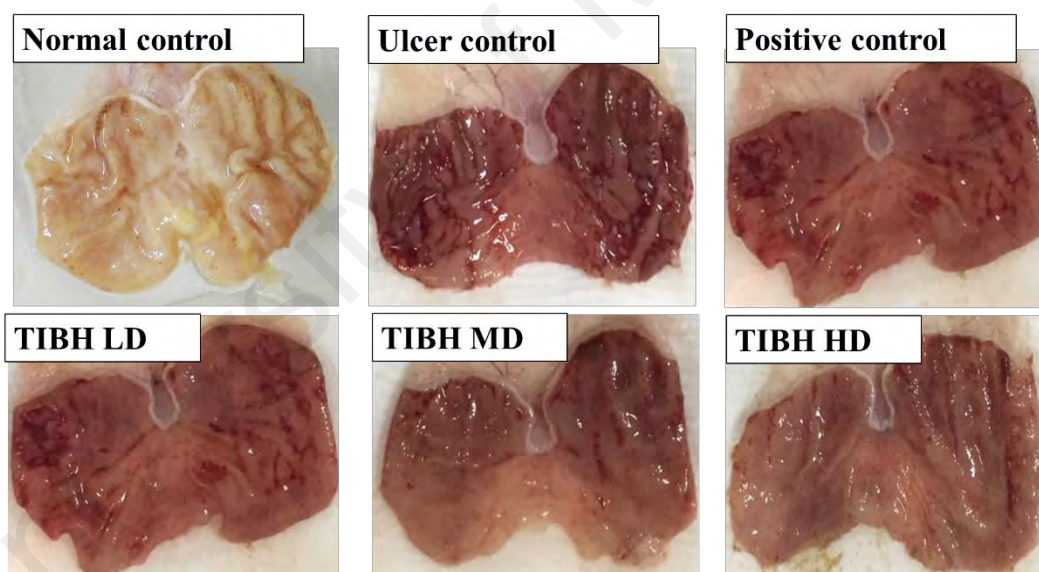 Normal control
Ulcer control
Positive control
TIBH LD
TIBH MD
TIBH HD